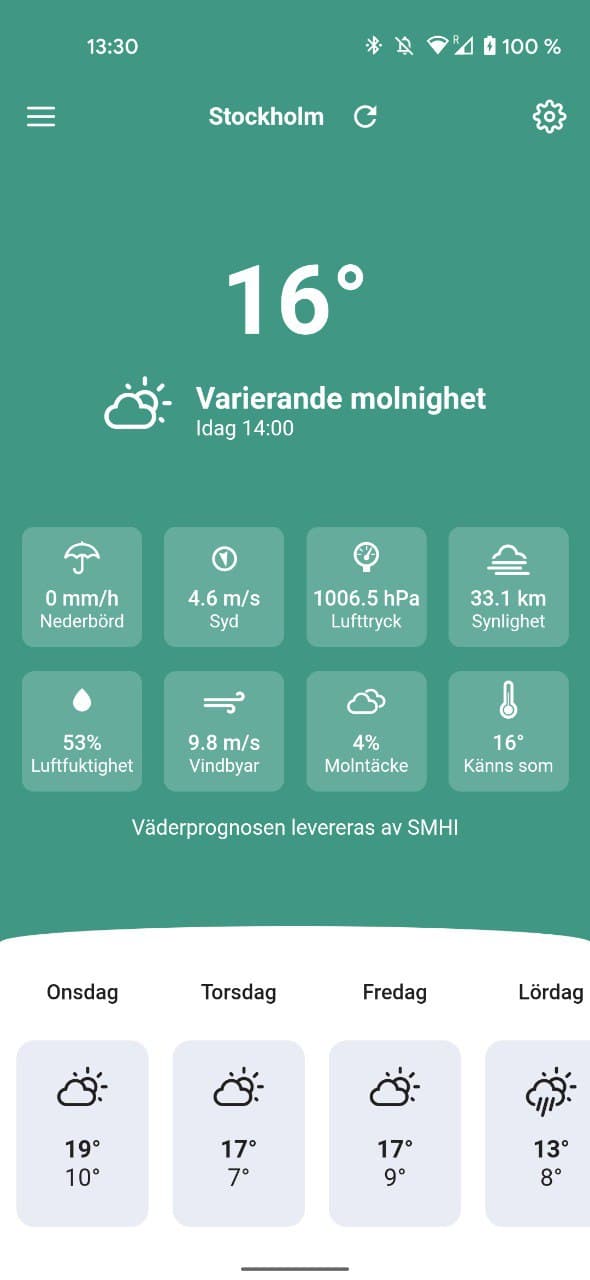 13:30
R
100 %
Stockholm
16°
Varierande molnighet
Idag 14:00
0 mm/h
Nederbörd
4.6 m/s
Syd
1006.5 hPa
Lufttryck
33.1 km
Synlighet
53%
Luftfuktighet
9.8 m/s
Vindbyar
4%
Molntäcke
16°
Känns som
Väderprognosen levereras av SMHI
Onsdag
Torsdag
Fredag
Lördag
19°
10°
17°
7°
17°
9°
13°
8°